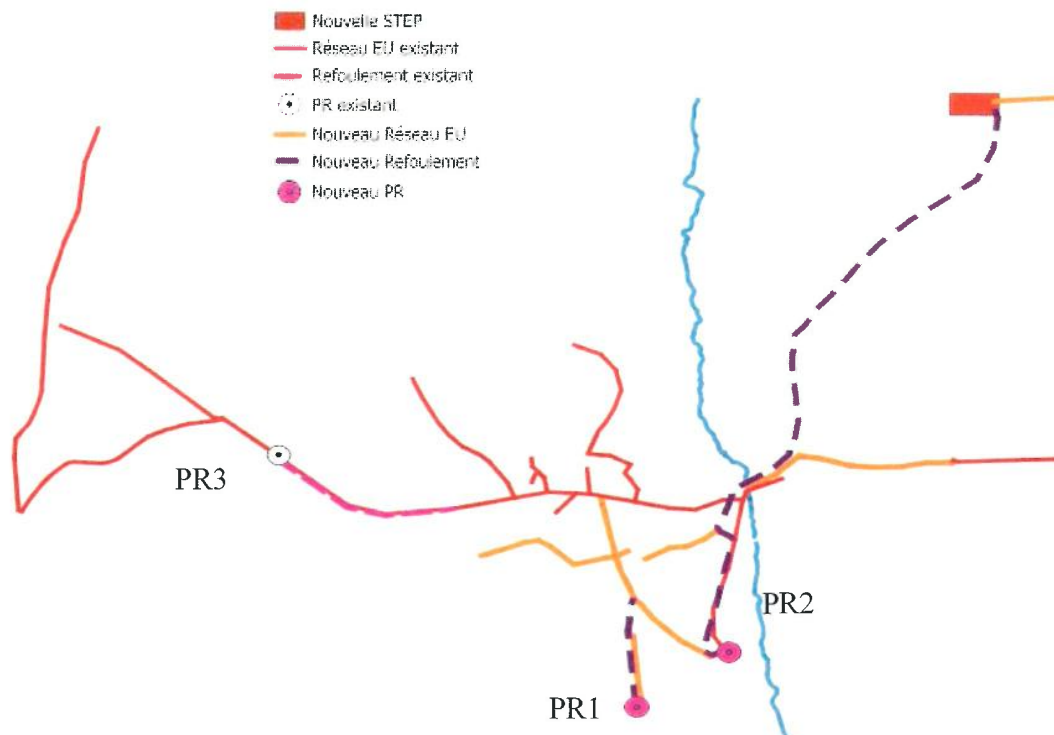 Nouvelle STEP
Réseau EU existant
Refoulement existant
PR existant
Nouveau Réseau EU
Nouveau Refoulement
Nouveau PR
PR3
PR2
PR1